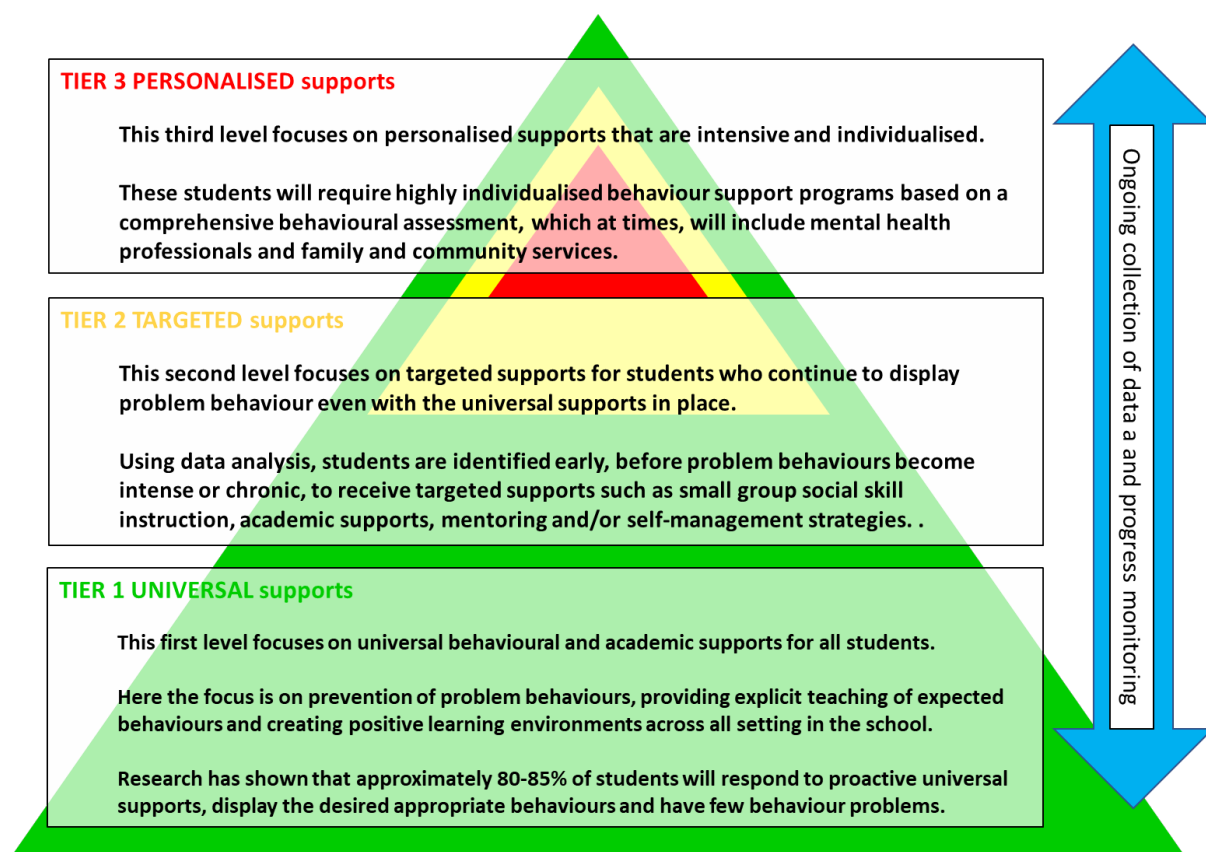 TIER 3 PERSONALISED supports
This third level focuses on personalised supports that are intensive and individualised.
These students will require highly individualised behaviour support programs based on a
comprehensive behavioural assessment, which at times, will include mental health
professionals and family and community services.
TIER 2 TARGETED supports
This second level focuses on targeted supports for students who continue to display
problem behaviour even with the universal supports in place.
Using data analysis, students are identified early, before problem behaviours become
intense or chronic, to receive targeted supports such as small group social skill
instruction, academic supports, mentoring and/or self-management strategies. .
TIER 1 UNIVERSAL supports
This first level focuses on universal behavioural and academic supports for all students.
Here the focus is on prevention of problem behaviours, providing explicit teaching of expected
behaviours and creating positive learning environments across all setting in the school.
Research has shown that approximately 80-85% of students will respond to proactive universal
supports, display the desired appropriate behaviours and have few behaviour problems.
Ongoing collection of data a and progress monitoring